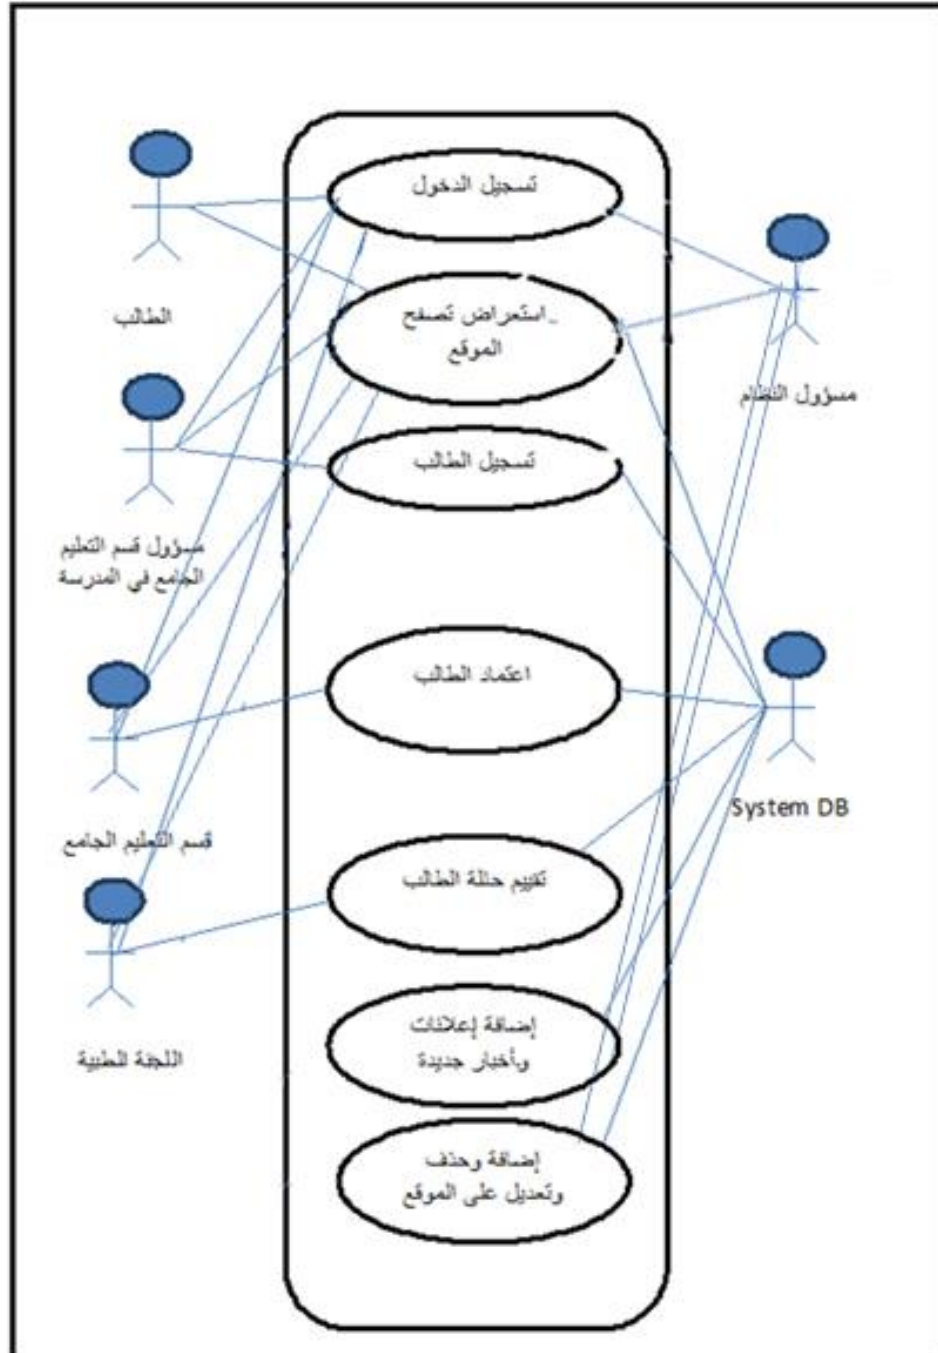 تسجيل الدخول
الطالب
استعراض تصفح
الموقع
مسؤول النظام
تسجيل الطالب
مسؤول قسم التعليم
الجامع في المدرسة
اعتماد الطالب
System DB
قسم التعليم الجامع
تقييم حالة الطالب
اللجنة الطبية
إضافة إعلانات
وأخبار جديدة
إضافة وحذف
وتعديل على الموقع